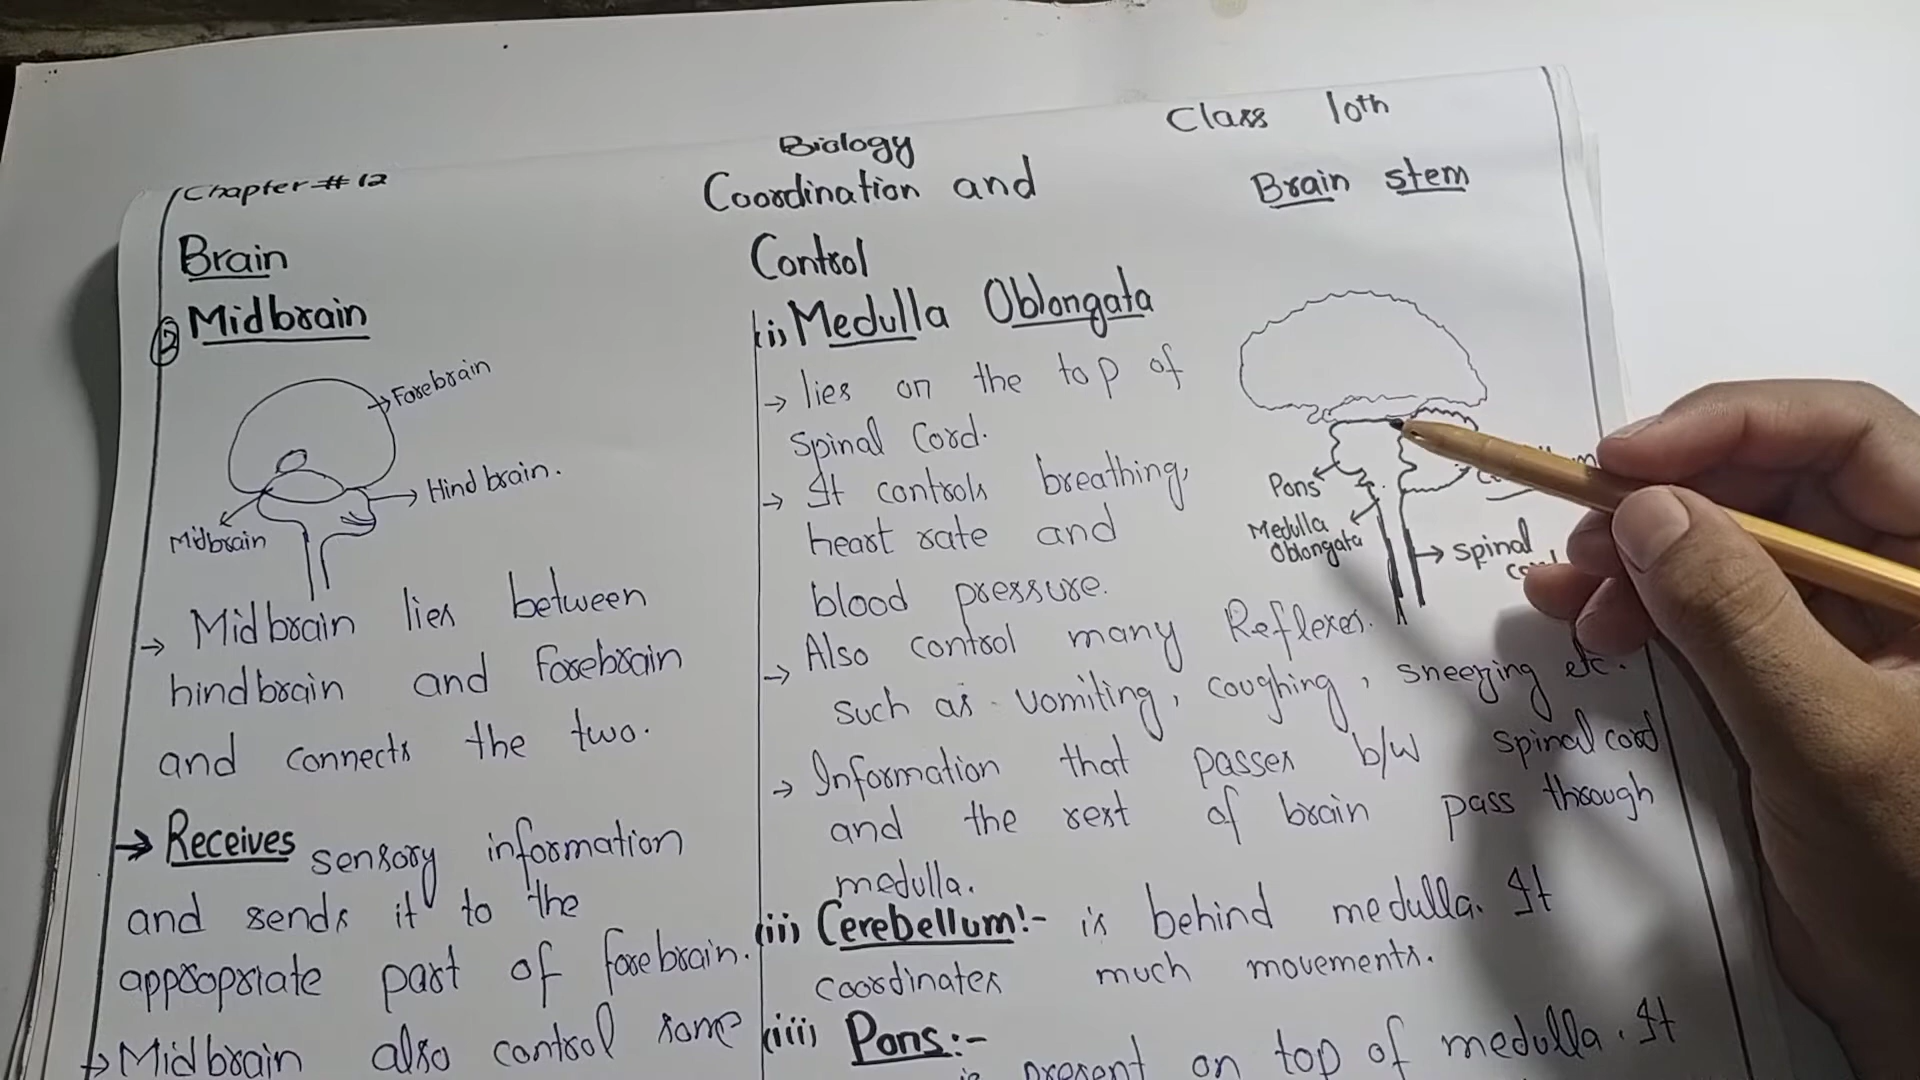 Class 10th
Biology
Chapter # 12
Coordination and
Control
Brain stem
Brain
2 Midbrain
Forebrain
Hind brain.
Midbrain
→ Midbrain lies between
hindbrain and Forebrain
and connects the two.
→ Receives sensory information
and sends it to the
appropriate part of forebrain.
→ Midbrain also control some
(i) Medulla Oblongata
→ lies on the top of
spinal Cord.
→ It controls breathing,
heart rate and
blood pressure.
→ Also control many Reflexes.
such as vomiting, coughing, sneezing etc.
→ Information that passes b/w spinal cord
and the rest of brain pass through
medulla.
(ii) Cerebellum:- is behind medulla. It
coordinates much movements.
(iii) Pons:-
is present on top of medulla. It
Pons
Medulla
Oblongata
Spinal